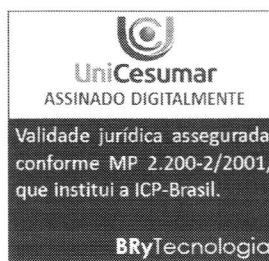 UniCesumar
ASSINADO DIGITALMENTE
Validade jurídica assegurada
conforme MP 2.200-2/2001,
que institui a ICP-Brasil.
BRyTecnologia